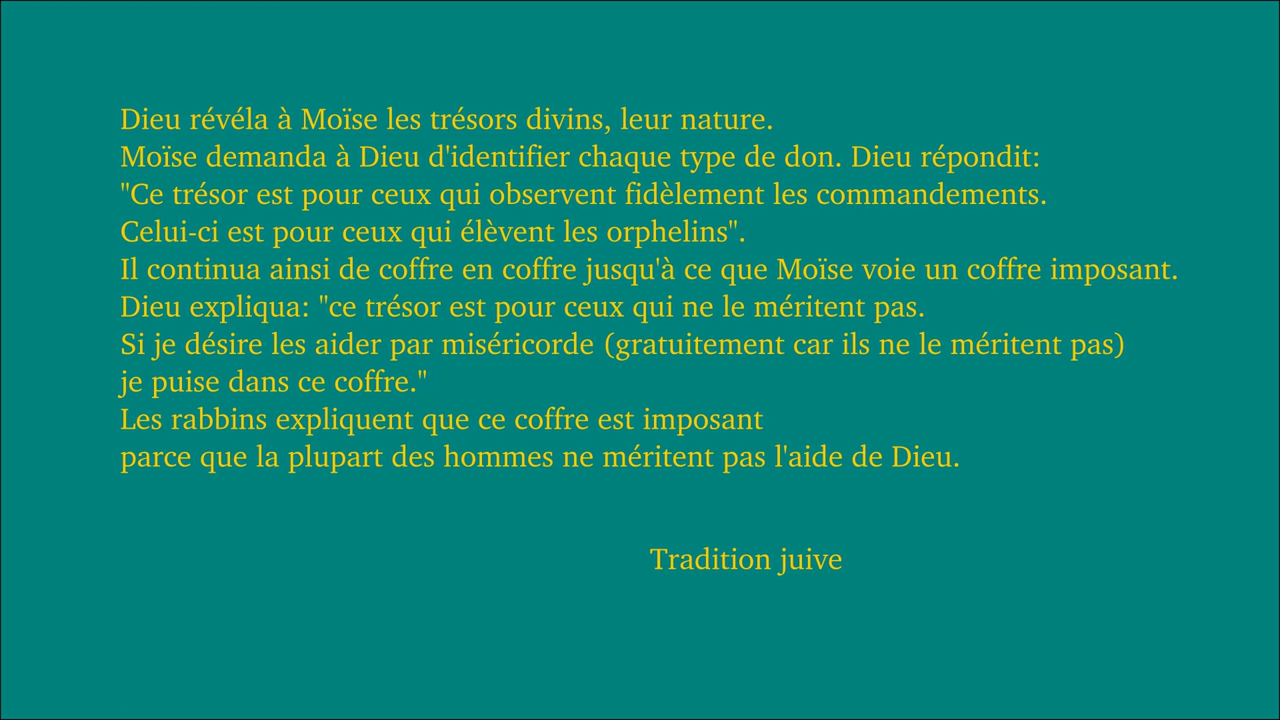 Dieu révéla à Moïse les trésors divins, leur nature.
Moïse demanda à Dieu d'identifier chaque type de don. Dieu répondit:
"Ce trésor est pour ceux qui observent fidèlement les commandements.
Celui-ci est pour ceux qui élèvent les orphelins".
Il continua ainsi de coffre en coffre jusqu'à ce que Moïse voie un coffre imposant.
Dieu expliqua: "ce trésor est pour ceux qui ne le méritent pas.
Si je désire les aider par miséricorde (gratuitement car ils ne le méritent pas)
je puise dans ce coffre."
Les rabbins expliquent que ce coffre est imposant
parce que la plupart des hommes ne méritent pas l'aide de Dieu.
Tradition juive